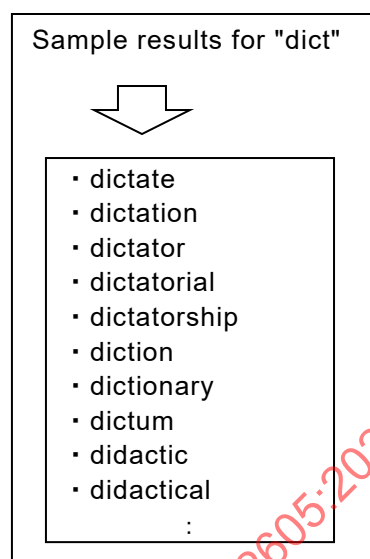 Sample results for "dict"
・dictate
・dictation
・dictator
・dictatorial
・dictatorship
・diction
・dictionary
・dictum
・didactic
・didactical
: